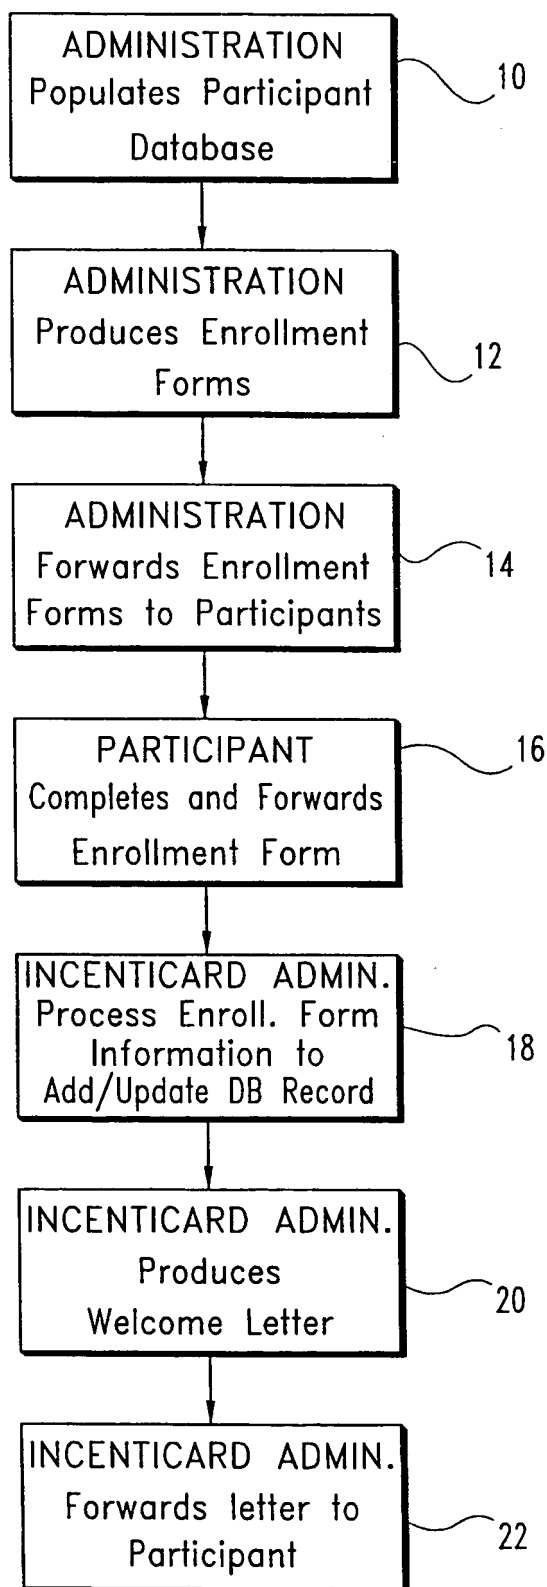 ADMINISTRATION
Populates Participant
Database
10
ADMINISTRATION
Produces Enrollment
Forms
12
ADMINISTRATION
Forwards Enrollment
Forms to Participants
14
PARTICIPANT
Completes and Forwards
Enrollment Form
16
INCENTICARD ADMIN.
Process Enroll. Form
Information to
Add/Update DB Record
18
INCENTICARD ADMIN.
Produces
Welcome Letter
20
INCENTICARD ADMIN.
Forwards letter to
Participant
22